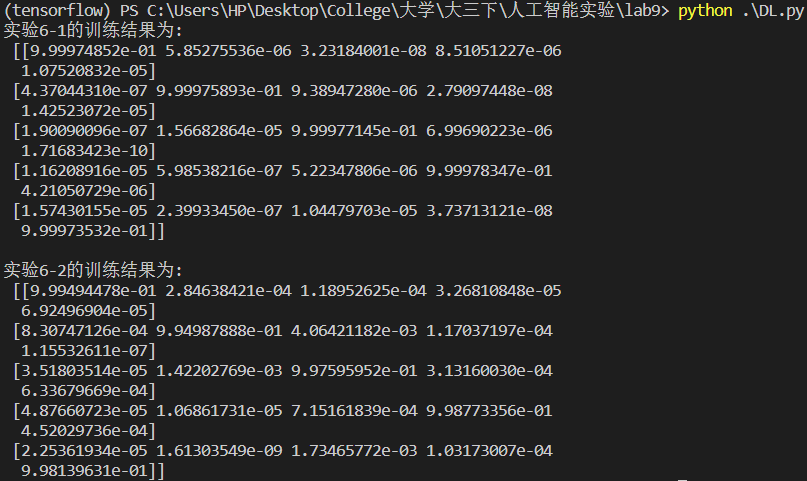 (tensorflow) PS C:\Users\HP\Desktop\College\大学\大三下\人工智能实验\lab9> python .\DL.py
实验6-1的训练结果为:
[[9.99974852e-01 5.85275536e-06 3.23184001e-08 8.51051227e-06
1.07520832e-05]
[4.37044310e-07 9.99975893e-01 9.38947280e-06 2.79097448e-08
1.42523072e-05]
[1.90090096e-07 1.56682864e-05 9.99977145e-01 6.99690223e-06
1.71683423e-10]
[1.16208916e-05 5.98538216e-07 5.22347806e-06 9.99978347e-01
4.21050729e-06]
[1.57430155e-05 2.39933450e-07 1.04479703e-05 3.73713121e-08
9.99973532e-01]]
实验6-2的训练结果为:
[[9.99494478e-01 2.84638421e-04 1.18952625e-04 3.26810848e-05
6.92496904e-05]
[8.30747126e-04 9.94987888e-01 4.06421182e-03 1.17037197e-04
1.15532611e-07]
[3.51803514e-05 1.42202769e-03 9.97595952e-01 3.13160030e-04
6.33679669e-04]
[4.87660723e-05 1.06861731e-05 7.15161839e-04 9.98773356e-01
4.52029736e-04]
[2.25361934e-05 1.61303549e-09 1.73465772e-03 1.03173007e-04
9.98139631e-01]]